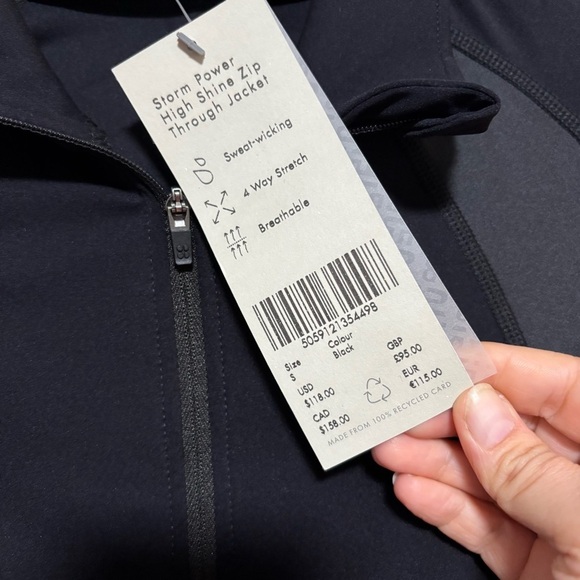 Storm Power
High Shine Zip
Through Jacket
Sweat-wicking
4 Way Stretch
Breathable
5059121354498
Size
S
Colour
Black
USD
$118.00
GBP
£95.00
CAD
$158.00
EUR
€115.00
MADE FROM 100% RECYCLED CARD